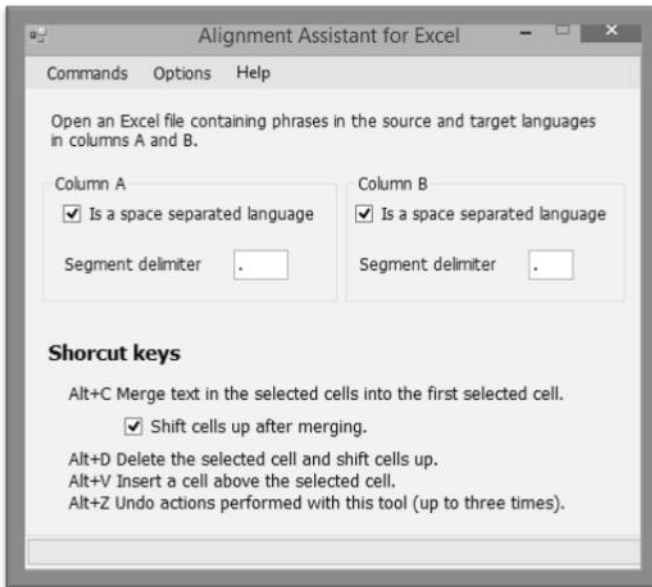 Alignment Assistant for Excel
Commands Options Help
Open an Excel file containing phrases in the source and target languages
in columns A and B.
Column A
Is a space separated language
Segment delimiter .
Column B
Is a space separated language
Segment delimiter .
Shorcut keys
Alt+C Merge text in the selected cells into the first selected cell.
Shift cells up after merging.
Alt+D Delete the selected cell and shift cells up.
Alt+V Insert a cell above the selected cell.
Alt+Z Undo actions performed with this tool (up to three times).